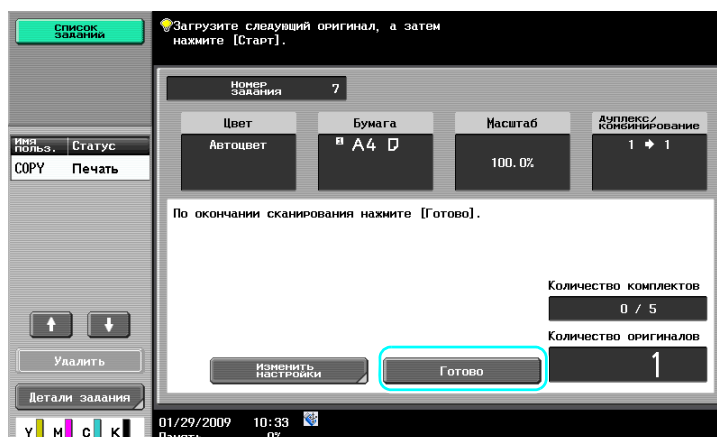 Список
заданий
Загрузите следующий оригинал, а затем
нажмите [Старт].
Номер
задания
7
Цвет
Бумага
Масштаб
Дуплекс/
комбинирование
Автоцвет
A4
100.0%
1 → 1
Имя
польз.
Статус
COPY
Печать
По окончании сканирования нажмите [Готово].
Количество комплектов
0 / 5
Количество оригиналов
1
Изменить
настройки
Готово
Удалить
Детали задания
Y M C K
01/29/2009 10:33
Память 0%